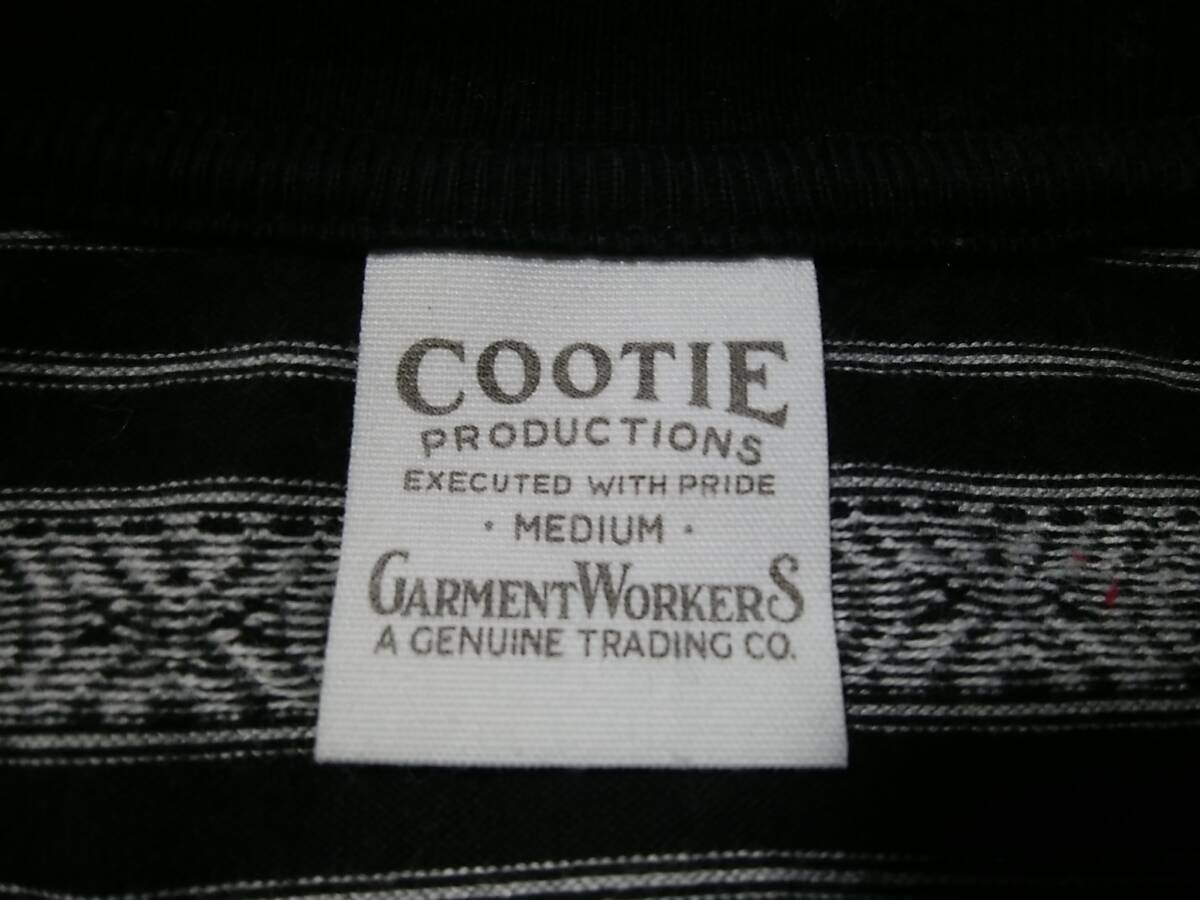 COOTIE
PRODUCTIONS
EXECUTED WITH PRIDE
· MEDIUM ·
GARMENTWORKERS
A GENUINE TRADING CO.